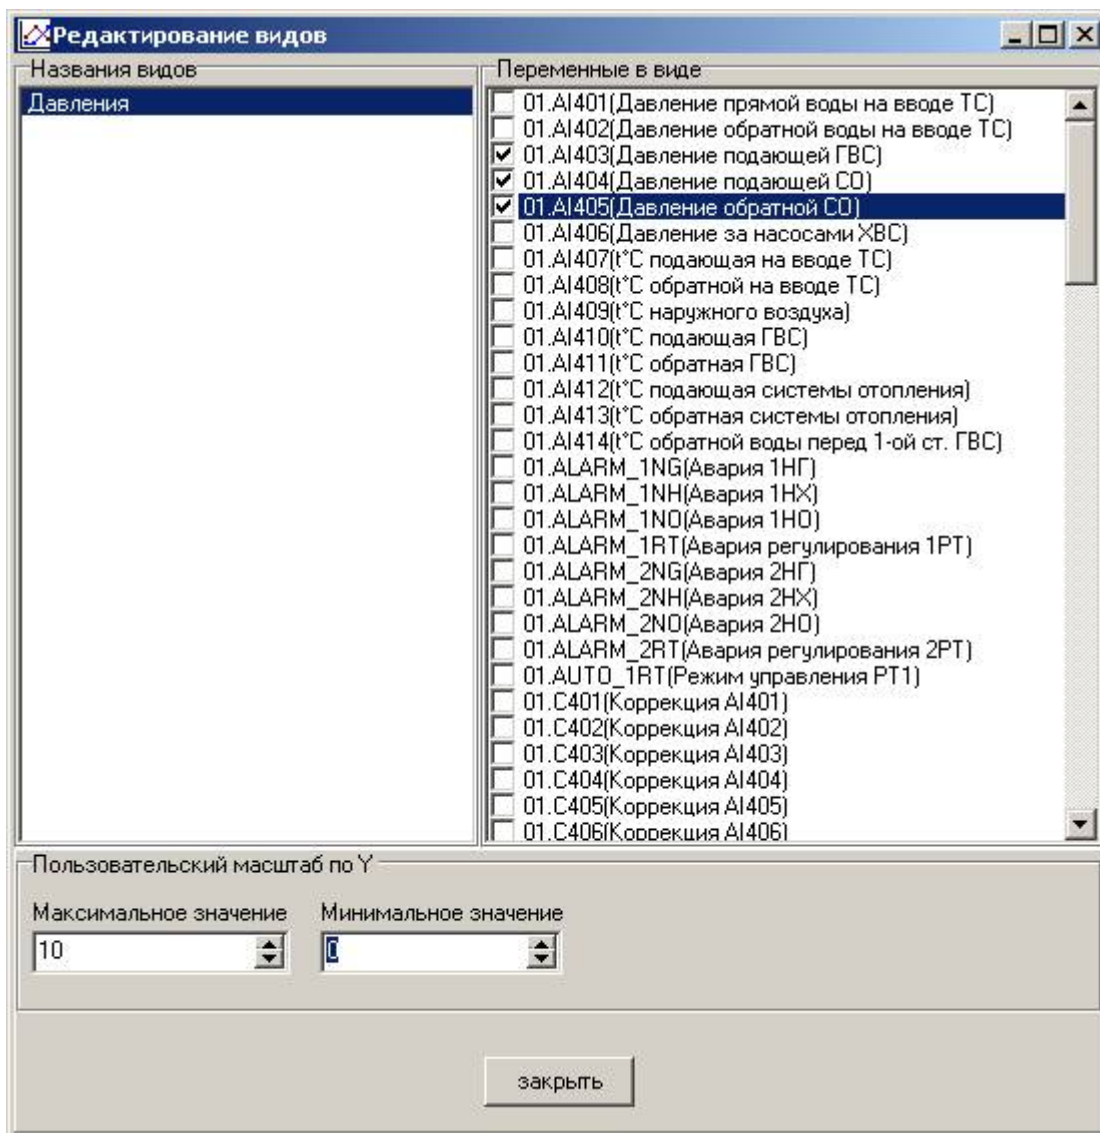 Редактирование видов
Названия видов
Давления
Переменные в виде
01.AI401(Давление прямой воды на вводе ТС)
01.AI402(Давление обратной воды на вводе ТС)
01.AI403(Давление подающей ГВС)
01.AI404(Давление подающей СО)
01.AI405(Давление обратной СО)
01.AI406(Давление за насосами ХВС)
01.AI407(t°C подающая на вводе ТС)
01.AI408(t°C обратной на вводе ТС)
01.AI409(t°C наружного воздуха)
01.AI410(t°C подающая ГВС)
01.AI411(t°C обратная ГВС)
01.AI412(t°C подающая системы отопления)
01.AI413(t°C обратная системы отопления)
01.AI414(t°C обратной воды перед 1-ой ст. ГВС)
01.ALARM_1NG(Авария 1НГ)
01.ALARM_1NH(Авария 1НХ)
01.ALARM_1NO(Авария 1НО)
01.ALARM_1RT(Авария регулирования 1РТ)
01.ALARM_2NG(Авария 2НГ)
01.ALARM_2NH(Авария 2НХ)
01.ALARM_2NO(Авария 2НО)
01.ALARM_2RT(Авария регулирования 2РТ)
01.AUTO_1RT(Режим управления РТ1)
01.C401(Коррекция AI401)
01.C402(Коррекция AI402)
01.C403(Коррекция AI403)
01.C404(Коррекция AI404)
01.C405(Коррекция AI405)
01.C406(Коррекция AI406)
Пользовательский масштаб по Y
Максимальное значение
Минимальное значение
10
0
закрыть